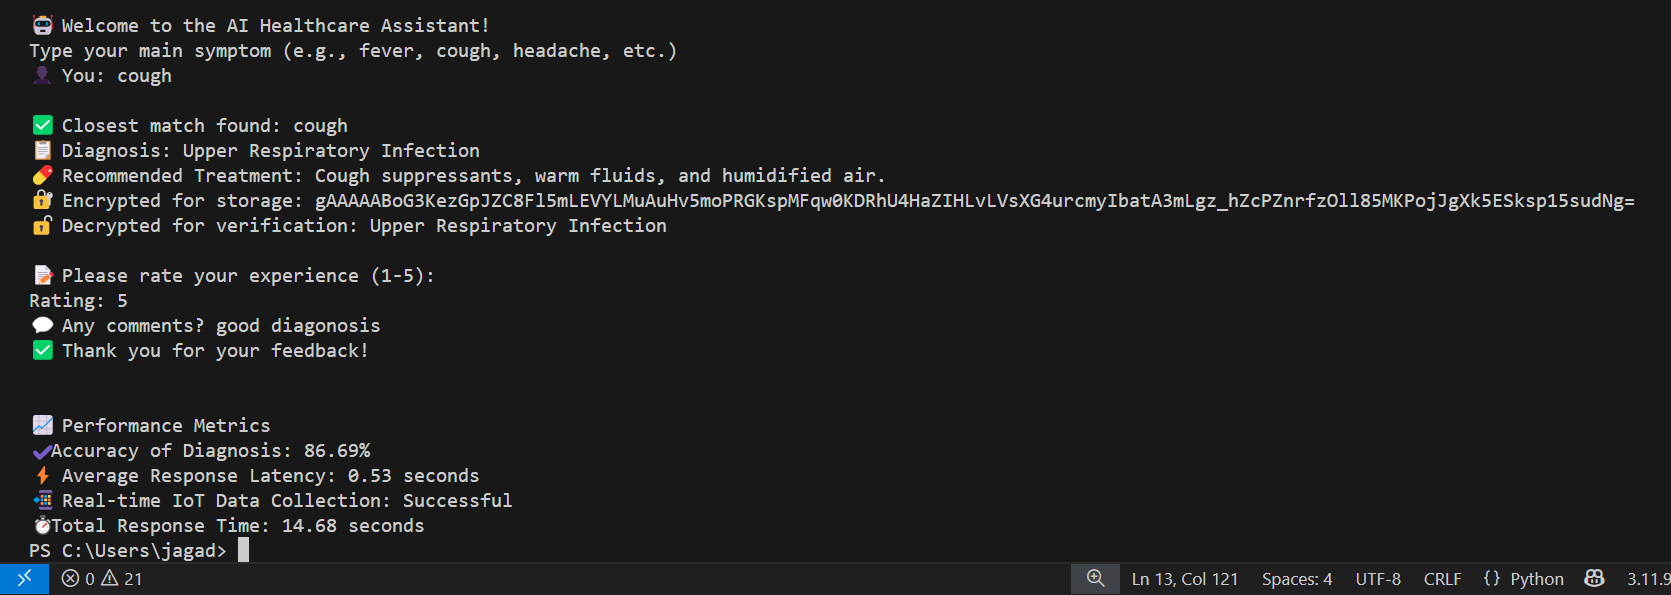 🤖 Welcome to the AI Healthcare Assistant!
Type your main symptom (e.g., fever, cough, headache, etc.)
👤 You: cough
✅ Closest match found: cough
📋 Diagnosis: Upper Respiratory Infection
💊 Recommended Treatment: Cough suppressants, warm fluids, and humidified air.
🔐 Encrypted for storage: gAAAAABoG3KezGpJZC8Fl5mLEVYLMuAuHv5moPRGKspMFqw0KDRhU4HaZIHLvLVsXG4urcmyIbatA3mLgz_hZcPZnrfzOll85MKPojJgXk5ESksp15sudNg=
🔓 Decrypted for verification: Upper Respiratory Infection
📝 Please rate your experience (1-5):
Rating: 5
💬 Any comments? good diagonosis
✅ Thank you for your feedback!
📈 Performance Metrics
✔Accuracy of Diagnosis: 86.69%
⚡ Average Response Latency: 0.53 seconds
📲 Real-time IoT Data Collection: Successful
⏱Total Response Time: 14.68 seconds
PS C:\Users\jagad>
0 21 Ln 13, Col 121 Spaces: 4 UTF-8 CRLF {} Python 3.11.9